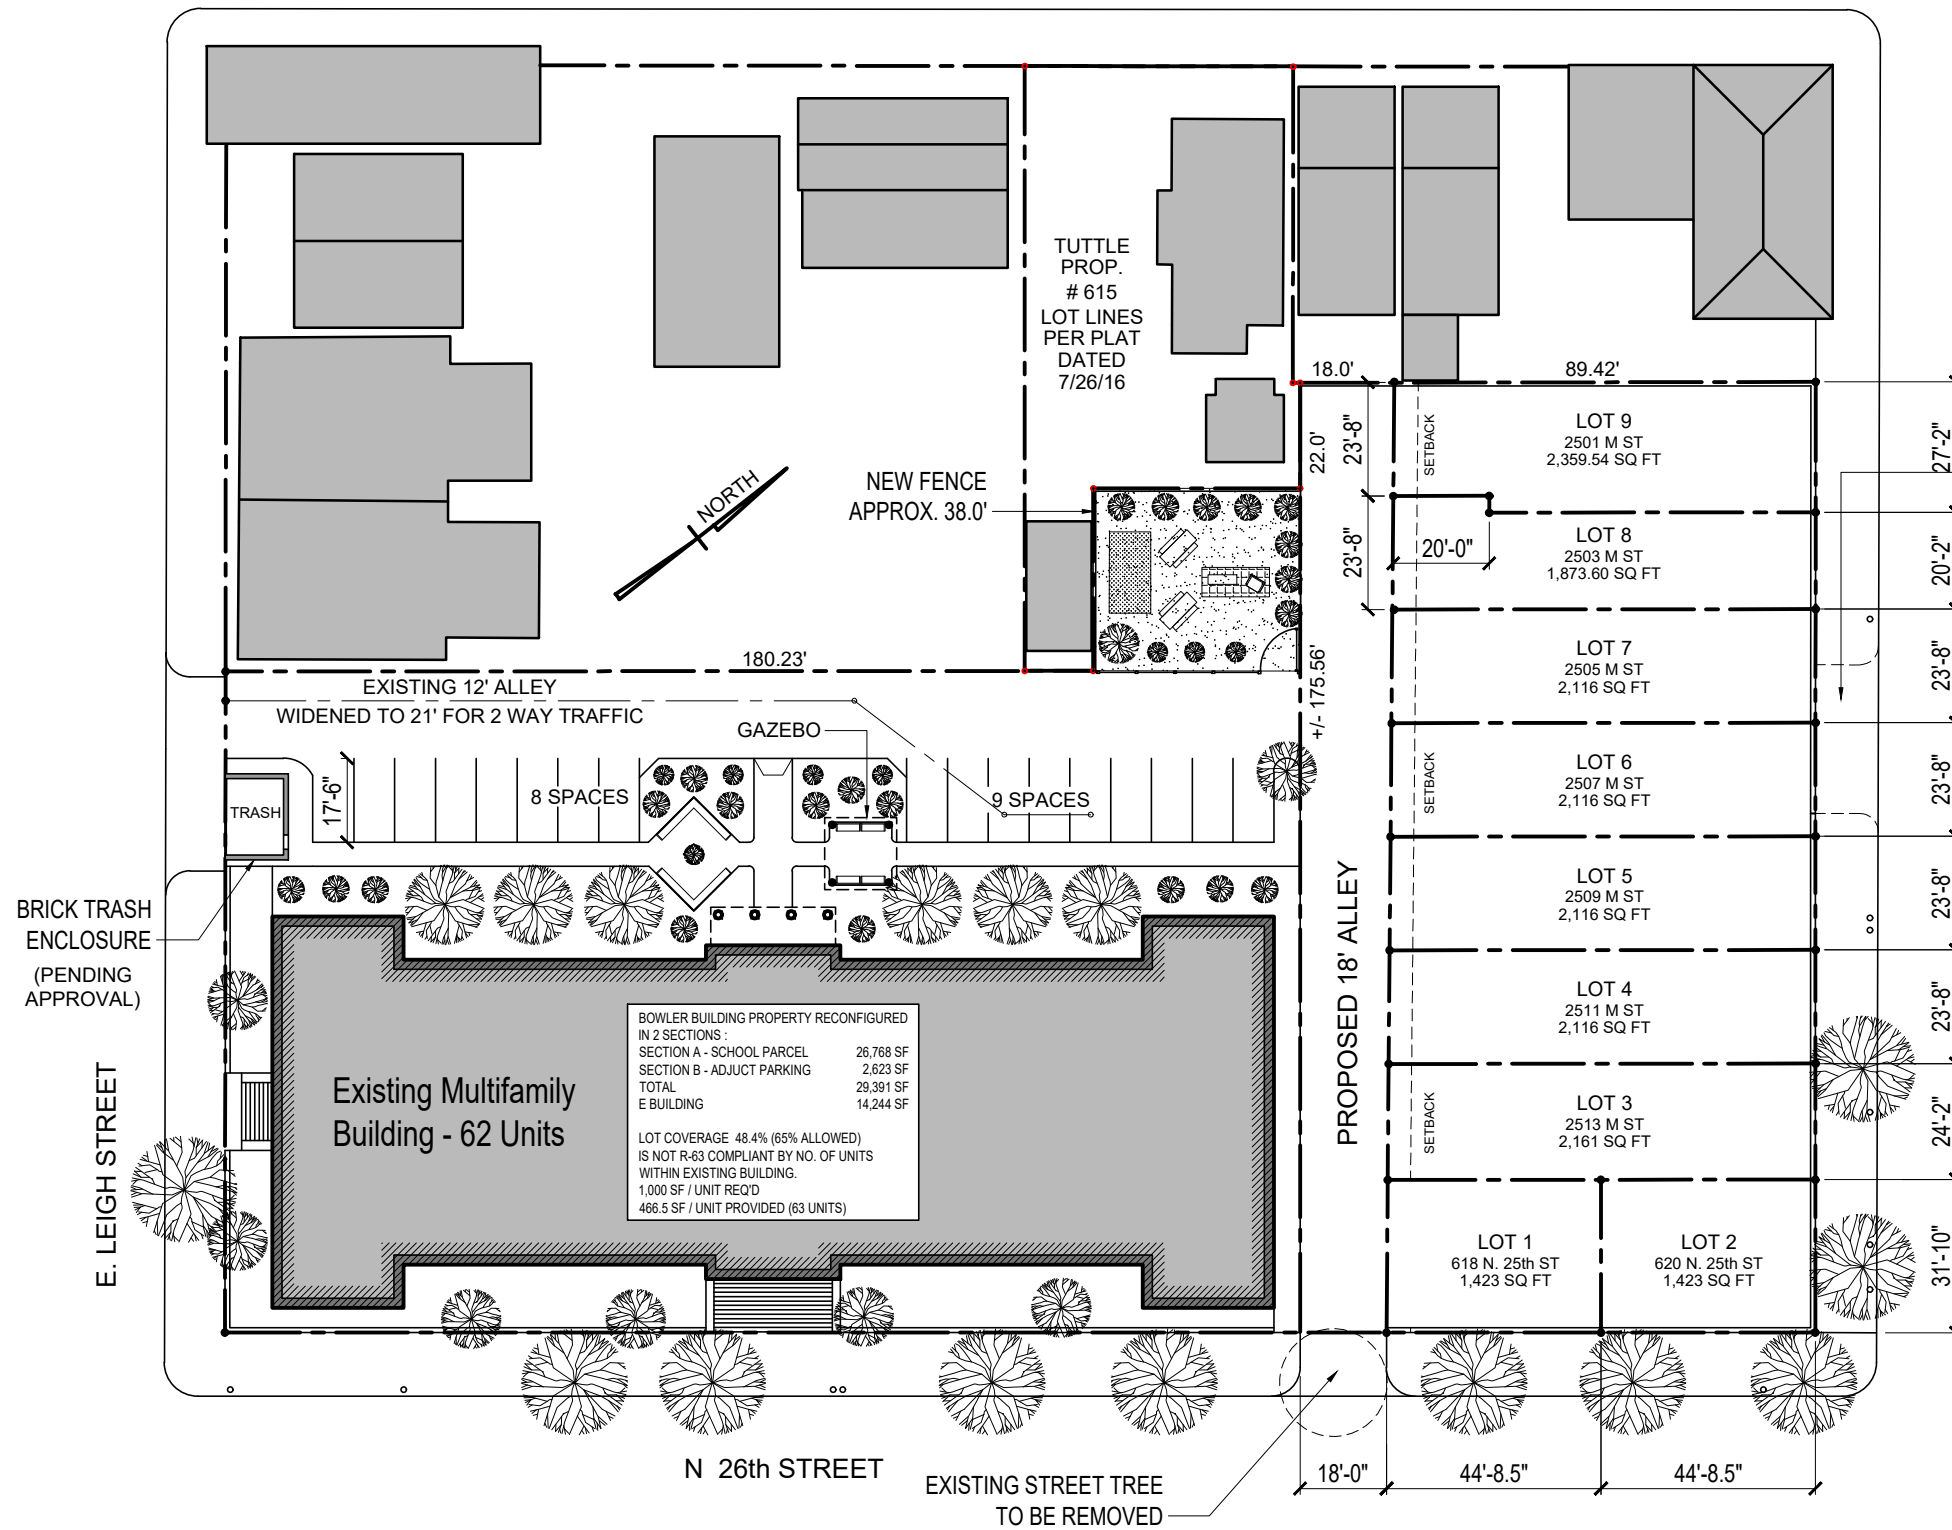 TUTTLE
PROP.
# 615
LOT LINES
PER PLAT
DATED
7/26/16
18.0'
89.42'
22.0'
23'-8"
SETBACK
LOT 9
2501 M ST
2,359.54 SQ FT
27'-2"
NORTH
NEW FENCE
APPROX. 38.0'
23'-8"
20'-0"
LOT 8
2503 M ST
1,873.60 SQ FT
20'-2"
180.23'
EXISTING 12' ALLEY
WIDENED TO 21' FOR 2 WAY TRAFFIC
+/- 175.56'
LOT 7
2505 M ST
2,116 SQ FT
23'-8"
GAZEBO
TRASH
17'-6"
8 SPACES
9 SPACES
SETBACK
LOT 6
2507 M ST
2,116 SQ FT
23'-8"
LOT 5
2509 M ST
2,116 SQ FT
23'-8"
BRICK TRASH
ENCLOSURE
(PENDING
APPROVAL)
PROPOSED 18' ALLEY
LOT 4
2511 M ST
2,116 SQ FT
23'-8"
E. LEIGH STREET
Existing Multifamily
Building - 62 Units
BOWLER BUILDING PROPERTY RECONFIGURED
IN 2 SECTIONS :
SECTION A - SCHOOL PARCEL 26,768 SF
SECTION B - ADJUCT PARKING 2,623 SF
TOTAL 29,391 SF
E BUILDING 14,244 SF
LOT COVERAGE 48.4% (65% ALLOWED)
IS NOT R-63 COMPLIANT BY NO. OF UNITS
WITHIN EXISTING BUILDING.
1,000 SF / UNIT REQ'D
466.5 SF / UNIT PROVIDED (63 UNITS)
SETBACK
LOT 3
2513 M ST
2,161 SQ FT
24'-2"
LOT 1
618 N. 25th ST
1,423 SQ FT
LOT 2
620 N. 25th ST
1,423 SQ FT
31'-10"
N 26th STREET
EXISTING STREET TREE
TO BE REMOVED
18'-0"
44'-8.5"
44'-8.5"